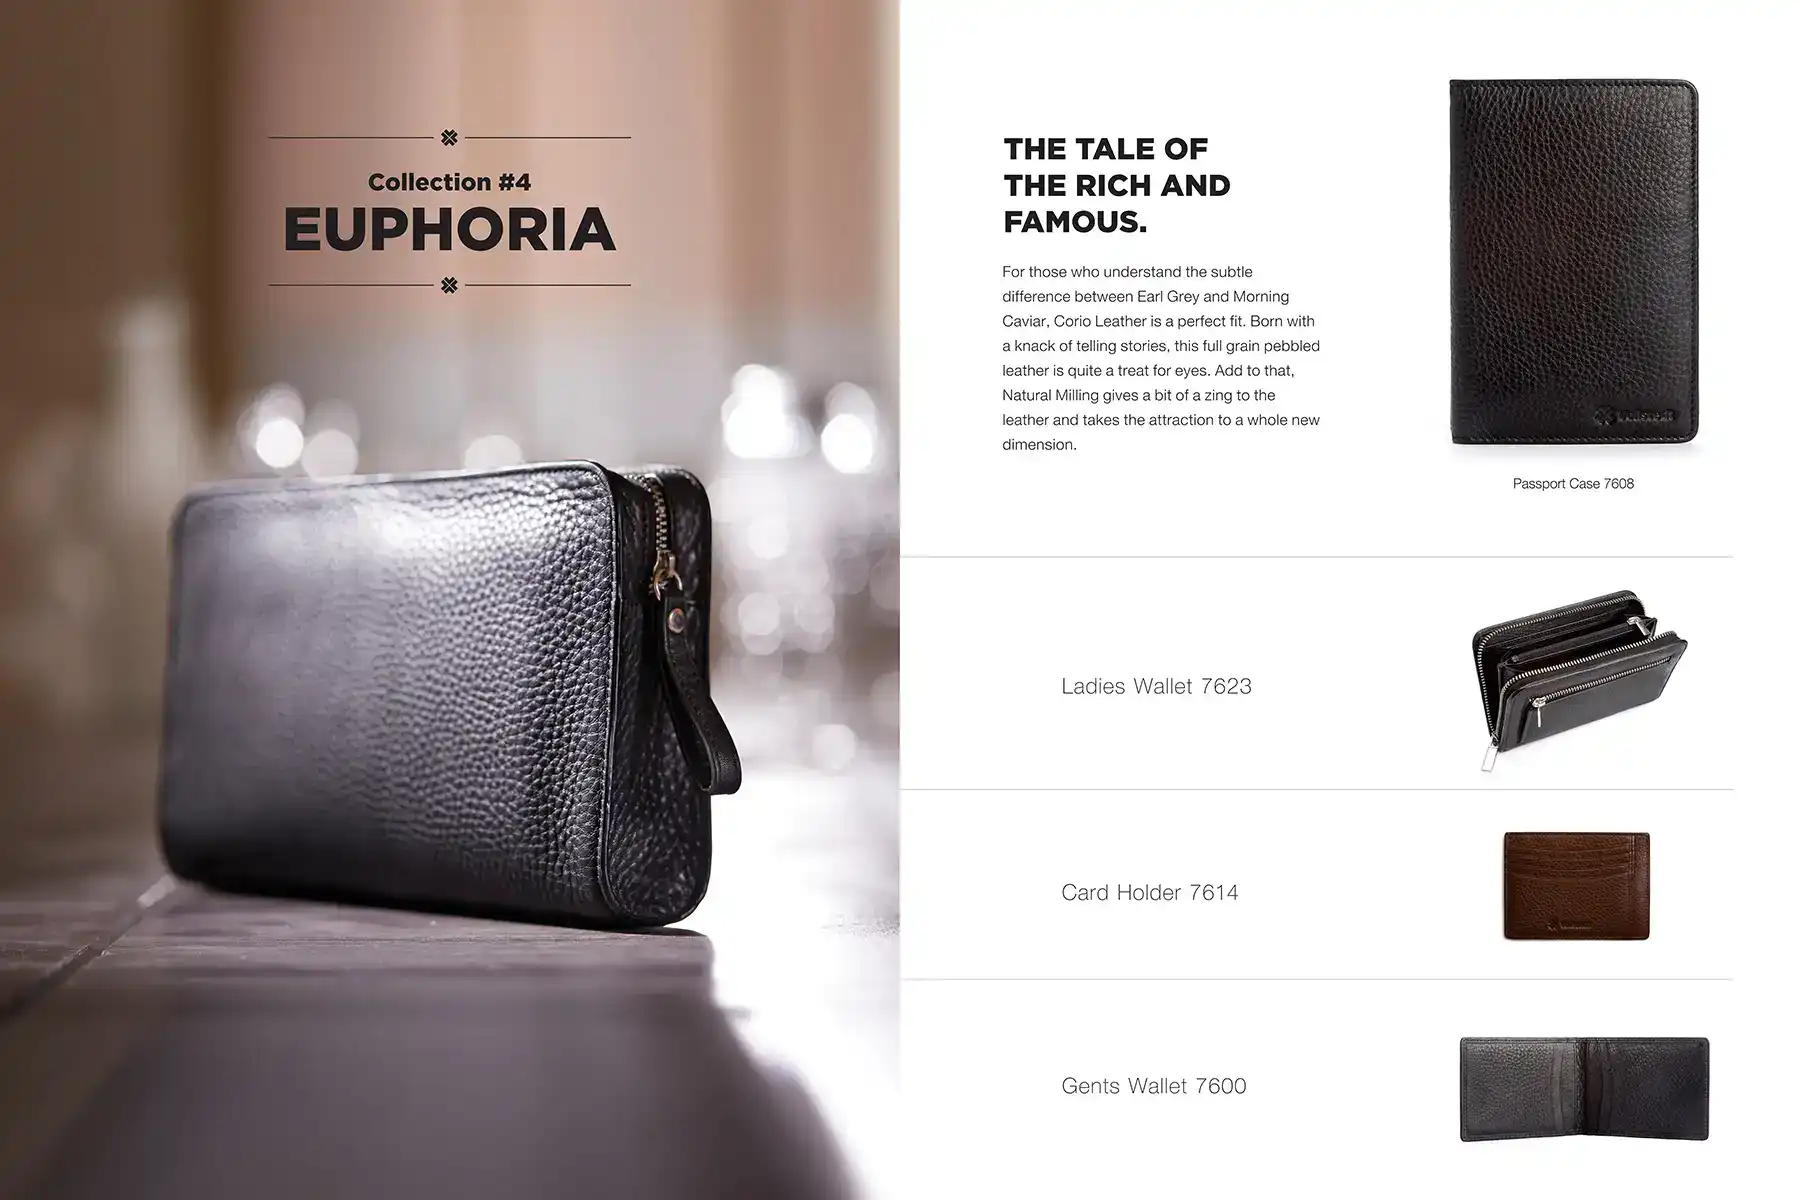 Collection #4
EUPHORIA
THE TALE OF
THE RICH AND
FAMOUS.
For those who understand the subtle
difference between Earl Grey and Morning
Caviar, Corio Leather is a perfect fit. Born with
a knack of telling stories, this full grain pebbled
leather is quite a treat for eyes. Add to that,
Natural Milling gives a bit of a zing to the
leather and takes the attraction to a whole new
dimension.
Passport Case 7608
Ladies Wallet 7623
Card Holder 7614
Gents Wallet 7600